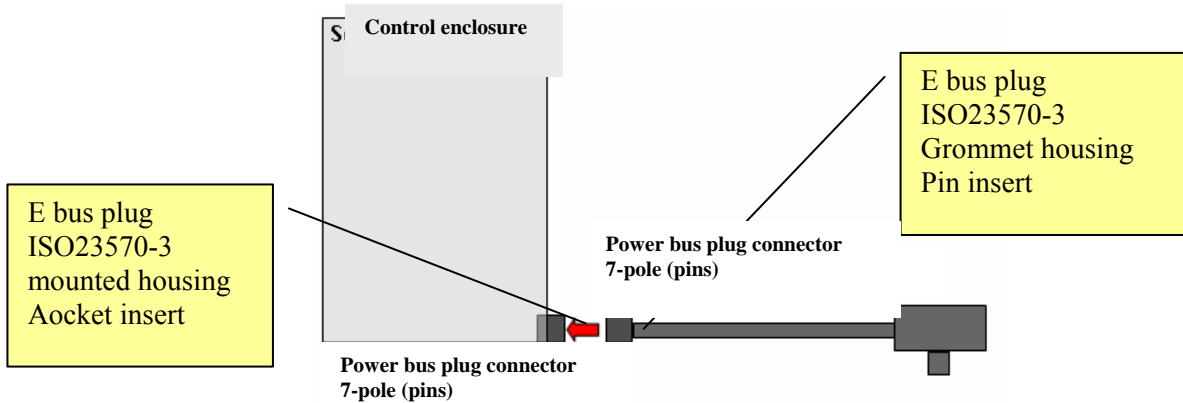 Control enclosure
E bus plug
ISO23570-3
Grommet housing
Pin insert
E bus plug
ISO23570-3
mounted housing
Aocket insert
Power bus plug connector
7-pole (pins)
Power bus plug connector
7-pole (pins)